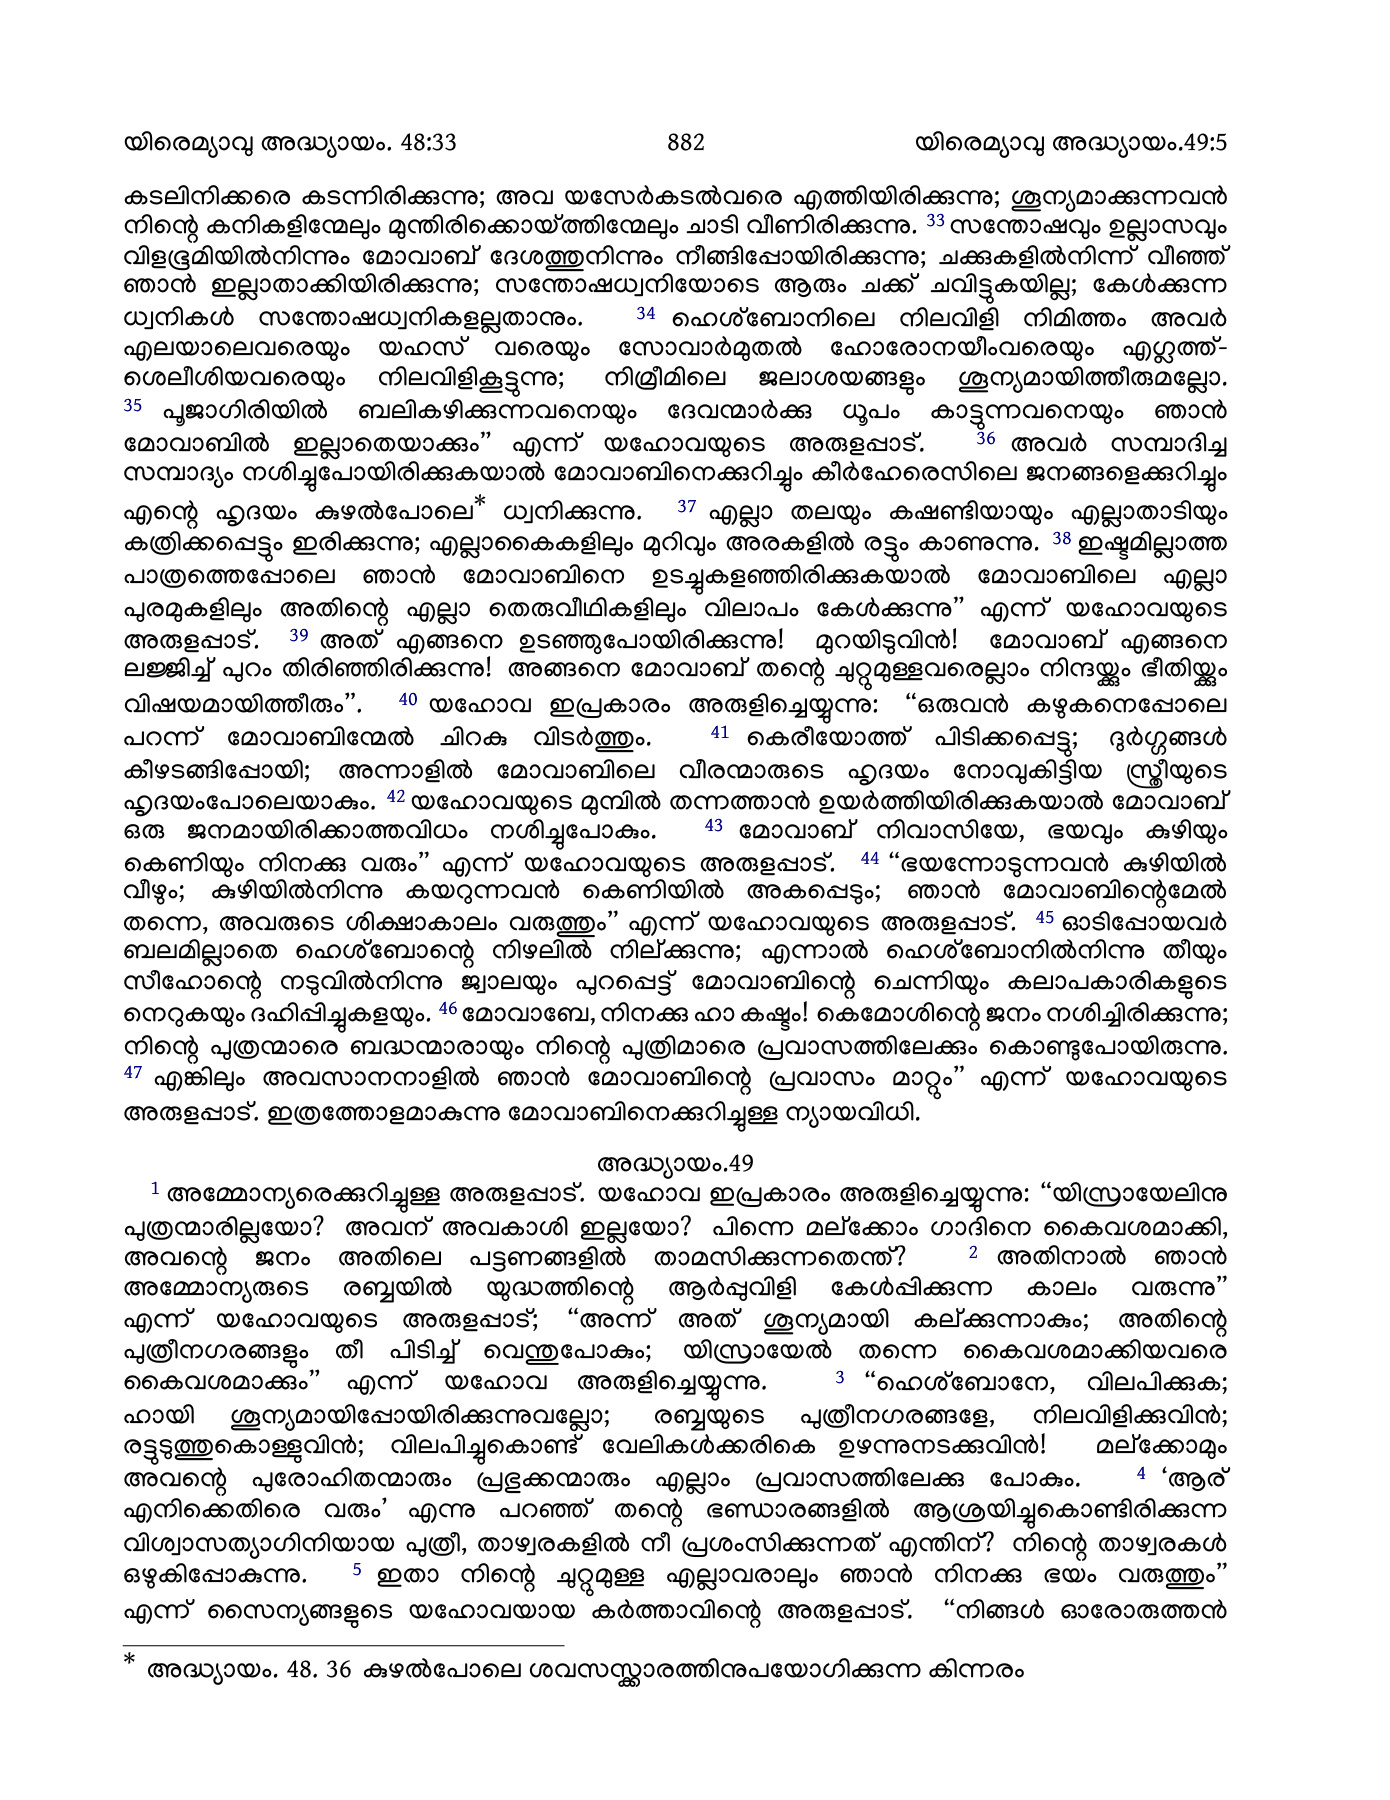 യിരെമ്യാവു അദ്ധ്യായം. 48:33 882 യിരെമ്യാവു അദ്ധ്യായം.49:5
കടലിനിക്കരെ കടന്നിരിക്കുന്നു; അവ യസേർകടൽവരെ എത്തിയിരിക്കുന്നു; ശൂന്യമാക്കുന്നവൻ
നിന്റെ കനികളിന്മേലും മുന്തിരിക്കൊയ്ത്തിന്മേലും ചാടി വീണിരിക്കുന്നു. 33 സന്തോഷവും ഉല്ലാസവും
വിളഭൂമിയിൽനിന്നും മോവാബ് ദേശത്തുനിന്നും നീങ്ങിപ്പോയിരിക്കുന്നു; ചക്കുകളിൽനിന്ന് വീഞ്ഞ്
ഞാൻ ഇല്ലാതാക്കിയിരിക്കുന്നു; സന്തോഷധ്വനിയോടെ ആരും ചക്ക് ചവിട്ടുകയില്ല; കേൾക്കുന്ന
ധ്വനികൾ സന്തോഷധ്വനികളല്ലതാനും. 34 ഹെശ്ബോനിലെ നിലവിളി നിമിത്തം അവർ
എലയാലെവരെയും യഹസ് വരെയും സോവാർമുതൽ ഹോരോനയീംവരെയും എഗ്ലത്ത്-
ശെലീശിയവരെയും നിലവിളികൂട്ടുന്നു; നിമ്രീമിലെ ജലാശയങ്ങളും ശൂന്യമായിത്തീരുമല്ലോ.
35 പൂജാഗിരിയിൽ ബലികഴിക്കുന്നവനെയും ദേവന്മാർക്കു ധൂപം കാട്ടുന്നവനെയും ഞാൻ
മോവാബിൽ ഇല്ലാതെയാക്കും” എന്ന് യഹോവയുടെ അരുളപ്പാട്. 36 അവർ സമ്പാദിച്ച
സമ്പാദ്യം നശിച്ചുപോയിരിക്കുകയാൽ മോവാബിനെക്കുറിച്ചും കീർഹേരെസിലെ ജനങ്ങളെക്കുറിച്ചും
എന്റെ ഹൃദയം കുഴൽപോലെ* ധ്വനിക്കുന്നു. 37 എല്ലാ തലയും കഷണ്ടിയായും എല്ലാതാടിയും
കത്രിക്കപ്പെട്ടും ഇരിക്കുന്നു; എല്ലാകൈകളിലും മുറിവും അരകളിൽ രട്ടും കാണുന്നു. 38 ഇഷ്ടമില്ലാത്ത
പാത്രത്തെപ്പോലെ ഞാൻ മോവാബിനെ ഉടച്ചുകളഞ്ഞിരിക്കുകയാൽ മോവാബിലെ എല്ലാ
പുരമുകളിലും അതിന്റെ എല്ലാ തെരുവീഥികളിലും വിലാപം കേൾക്കുന്നു” എന്ന് യഹോവയുടെ
അരുളപ്പാട്. 39 അത് എങ്ങനെ ഉടഞ്ഞുപോയിരിക്കുന്നു! മുറയിടുവിൻ! മോവാബ് എങ്ങനെ
ലജ്ജിച്ച് പുറം തിരിഞ്ഞിരിക്കുന്നു! അങ്ങനെ മോവാബ് തന്റെ ചുറ്റുമുള്ളവരെല്ലാം നിന്ദയ്ക്കും ഭീതിയ്ക്കും
വിഷയമായിത്തീരും”. 40 യഹോവ ഇപ്രകാരം അരുളിച്ചെയ്യുന്നു: “ഒരുവൻ കഴുകനെപ്പോലെ
പറന്ന് മോവാബിന്മേൽ ചിറകു വിടർത്തും. 41 കെരീയോത്ത് പിടിക്കപ്പെട്ടു; ദുർഗ്ഗങ്ങൾ
കീഴടങ്ങിപ്പോയി; അന്നാളിൽ മോവാബിലെ വീരന്മാരുടെ ഹൃദയം നോവുകിട്ടിയ സ്ത്രീയുടെ
ഹൃദയംപോലെയാകും. 42 യഹോവയുടെ മുമ്പിൽ തന്നത്താൻ ഉയർത്തിയിരിക്കുകയാൽ മോവാബ്
ഒരു ജനമായിരിക്കാത്തവിധം നശിച്ചുപോകും. 43 മോവാബ് നിവാസിയേ, ഭയവും കുഴിയും
കെണിയും നിനക്കു വരും” എന്ന് യഹോവയുടെ അരുളപ്പാട്. 44 “ഭയന്നോടുന്നവൻ കുഴിയിൽ
വീഴും; കുഴിയിൽനിന്നു കയറുന്നവൻ കെണിയിൽ അകപ്പെടും; ഞാൻ മോവാബിന്റെമേൽ
തന്നെ, അവരുടെ ശിക്ഷാകാലം വരുത്തും” എന്ന് യഹോവയുടെ അരുളപ്പാട്. 45 ഓടിപ്പോയവർ
ബലമില്ലാതെ ഹെശ്ബോന്റെ നിഴലിൽ നില്ക്കുന്നു; എന്നാൽ ഹെശ്ബോനിൽനിന്നു തീയും
സീഹോന്റെ നടുവിൽനിന്നു ജ്വാലയും പുറപ്പെട്ട് മോവാബിന്റെ ചെന്നിയും കലാപകാരികളുടെ
നെറുകയും ദഹിപ്പിച്ചുകളയും. 46 മോവാബേ, നിനക്കു ഹാ കഷ്ടം! കെമോശിന്റെ ജനം നശിച്ചിരിക്കുന്നു;
നിന്റെ പുത്രന്മാരെ ബദ്ധന്മാരായും നിന്റെ പുത്രിമാരെ പ്രവാസത്തിലേക്കും കൊണ്ടുപോയിരുന്നു.
47 എങ്കിലും അവസാനനാളിൽ ഞാൻ മോവാബിന്റെ പ്രവാസം മാറ്റും” എന്ന് യഹോവയുടെ
അരുളപ്പാട്. ഇത്രത്തോളമാകുന്നു മോവാബിനെക്കുറിച്ചുള്ള ന്യായവിധി.
അദ്ധ്യായം.49
1 അമ്മോന്യരെക്കുറിച്ചുള്ള അരുളപ്പാട്. യഹോവ ഇപ്രകാരം അരുളിച്ചെയ്യുന്നു: “യിസ്രായേലിനു
പുത്രന്മാരില്ലയോ? അവന് അവകാശി ഇല്ലയോ? പിന്നെ മല്ക്കോം ഗാദിനെ കൈവശമാക്കി,
അവന്റെ ജനം അതിലെ പട്ടണങ്ങളിൽ താമസിക്കുന്നതെന്ത്? 2 അതിനാൽ ഞാൻ
അമ്മോന്യരുടെ രബ്ബയിൽ യുദ്ധത്തിന്റെ ആർപ്പുവിളി കേൾപ്പിക്കുന്ന കാലം വരുന്നു”
എന്ന് യഹോവയുടെ അരുളപ്പാട്; “അന്ന് അത് ശൂന്യമായി കല്ക്കുന്നാകും; അതിന്റെ
പുത്രീനഗരങ്ങളും തീ പിടിച്ച് വെന്തുപോകും; യിസ്രായേൽ തന്നെ കൈവശമാക്കിയവരെ
കൈവശമാക്കും” എന്ന് യഹോവ അരുളിച്ചെയ്യുന്നു. 3 “ഹെശ്ബോനേ, വിലപിക്കുക;
ഹായി ശൂന്യമായിപ്പോയിരിക്കുന്നുവല്ലോ; രബ്ബയുടെ പുത്രീനഗരങ്ങളേ, നിലവിളിക്കുവിൻ;
രട്ടുടുത്തുകൊള്ളുവിൻ; വിലപിച്ചുകൊണ്ട് വേലികൾക്കരികെ ഉഴന്നുനടക്കുവിൻ! മല്ക്കോമും
അവന്റെ പുരോഹിതന്മാരും പ്രഭുക്കന്മാരും എല്ലാം പ്രവാസത്തിലേക്കു പോകും. 4 ‘ആര്
എനിക്കെതിരെ വരും’ എന്നു പറഞ്ഞ് തന്റെ ഭണ്ഡാരങ്ങളിൽ ആശ്രയിച്ചുകൊണ്ടിരിക്കുന്ന
വിശ്വാസത്യാഗിനിയായ പുത്രീ, താഴ്വരകളിൽ നീ പ്രശംസിക്കുന്നത് എന്തിന്? നിന്റെ താഴ്വരകൾ
ഒഴുകിപ്പോകുന്നു. 5 ഇതാ നിന്റെ ചുറ്റുമുള്ള എല്ലാവരാലും ഞാൻ നിനക്കു ഭയം വരുത്തും”
എന്ന് സൈന്യങ്ങളുടെ യഹോവയായ കർത്താവിന്റെ അരുളപ്പാട്. “നിങ്ങൾ ഓരോരുത്തൻ
* അദ്ധ്യായം. 48. 36 കുഴൽപോലെ ശവസസ്ക്കാരത്തിനുപയോഗിക്കുന്ന കിന്നരം